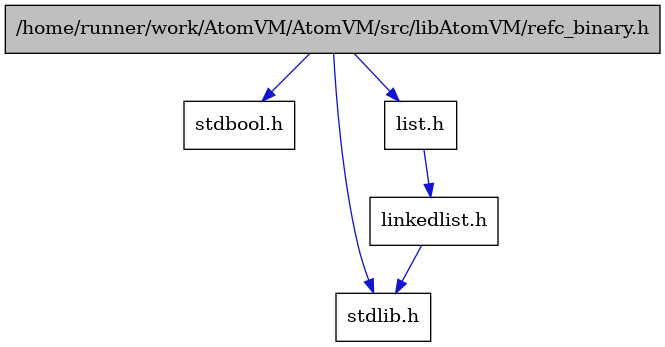 /home/runner/work/AtomVM/AtomVM/src/libAtomVM/refc_binary.h
stdbool.h
list.h
linkedlist.h
stdlib.h